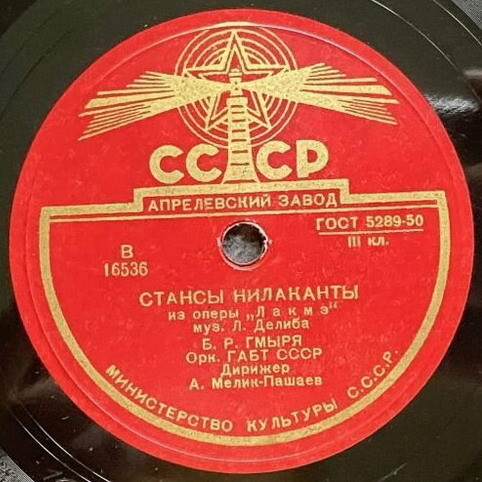 СССР
АПРЕЛЕВСКИЙ ЗАВОД
ГОСТ 5289-50
III кл.
В
16536
СТАНСЫ НИЛАКАНТЫ
из оперы „Лакмэ"
муз. Л. Делиба
Б. Р. ГМЫРЯ
Орк. ГАБТ СССР
Дирижер
А. Мелик-Пашаев
МИНИСТЕРСТВО КУЛЬТУРЫ С.С.С.Р.